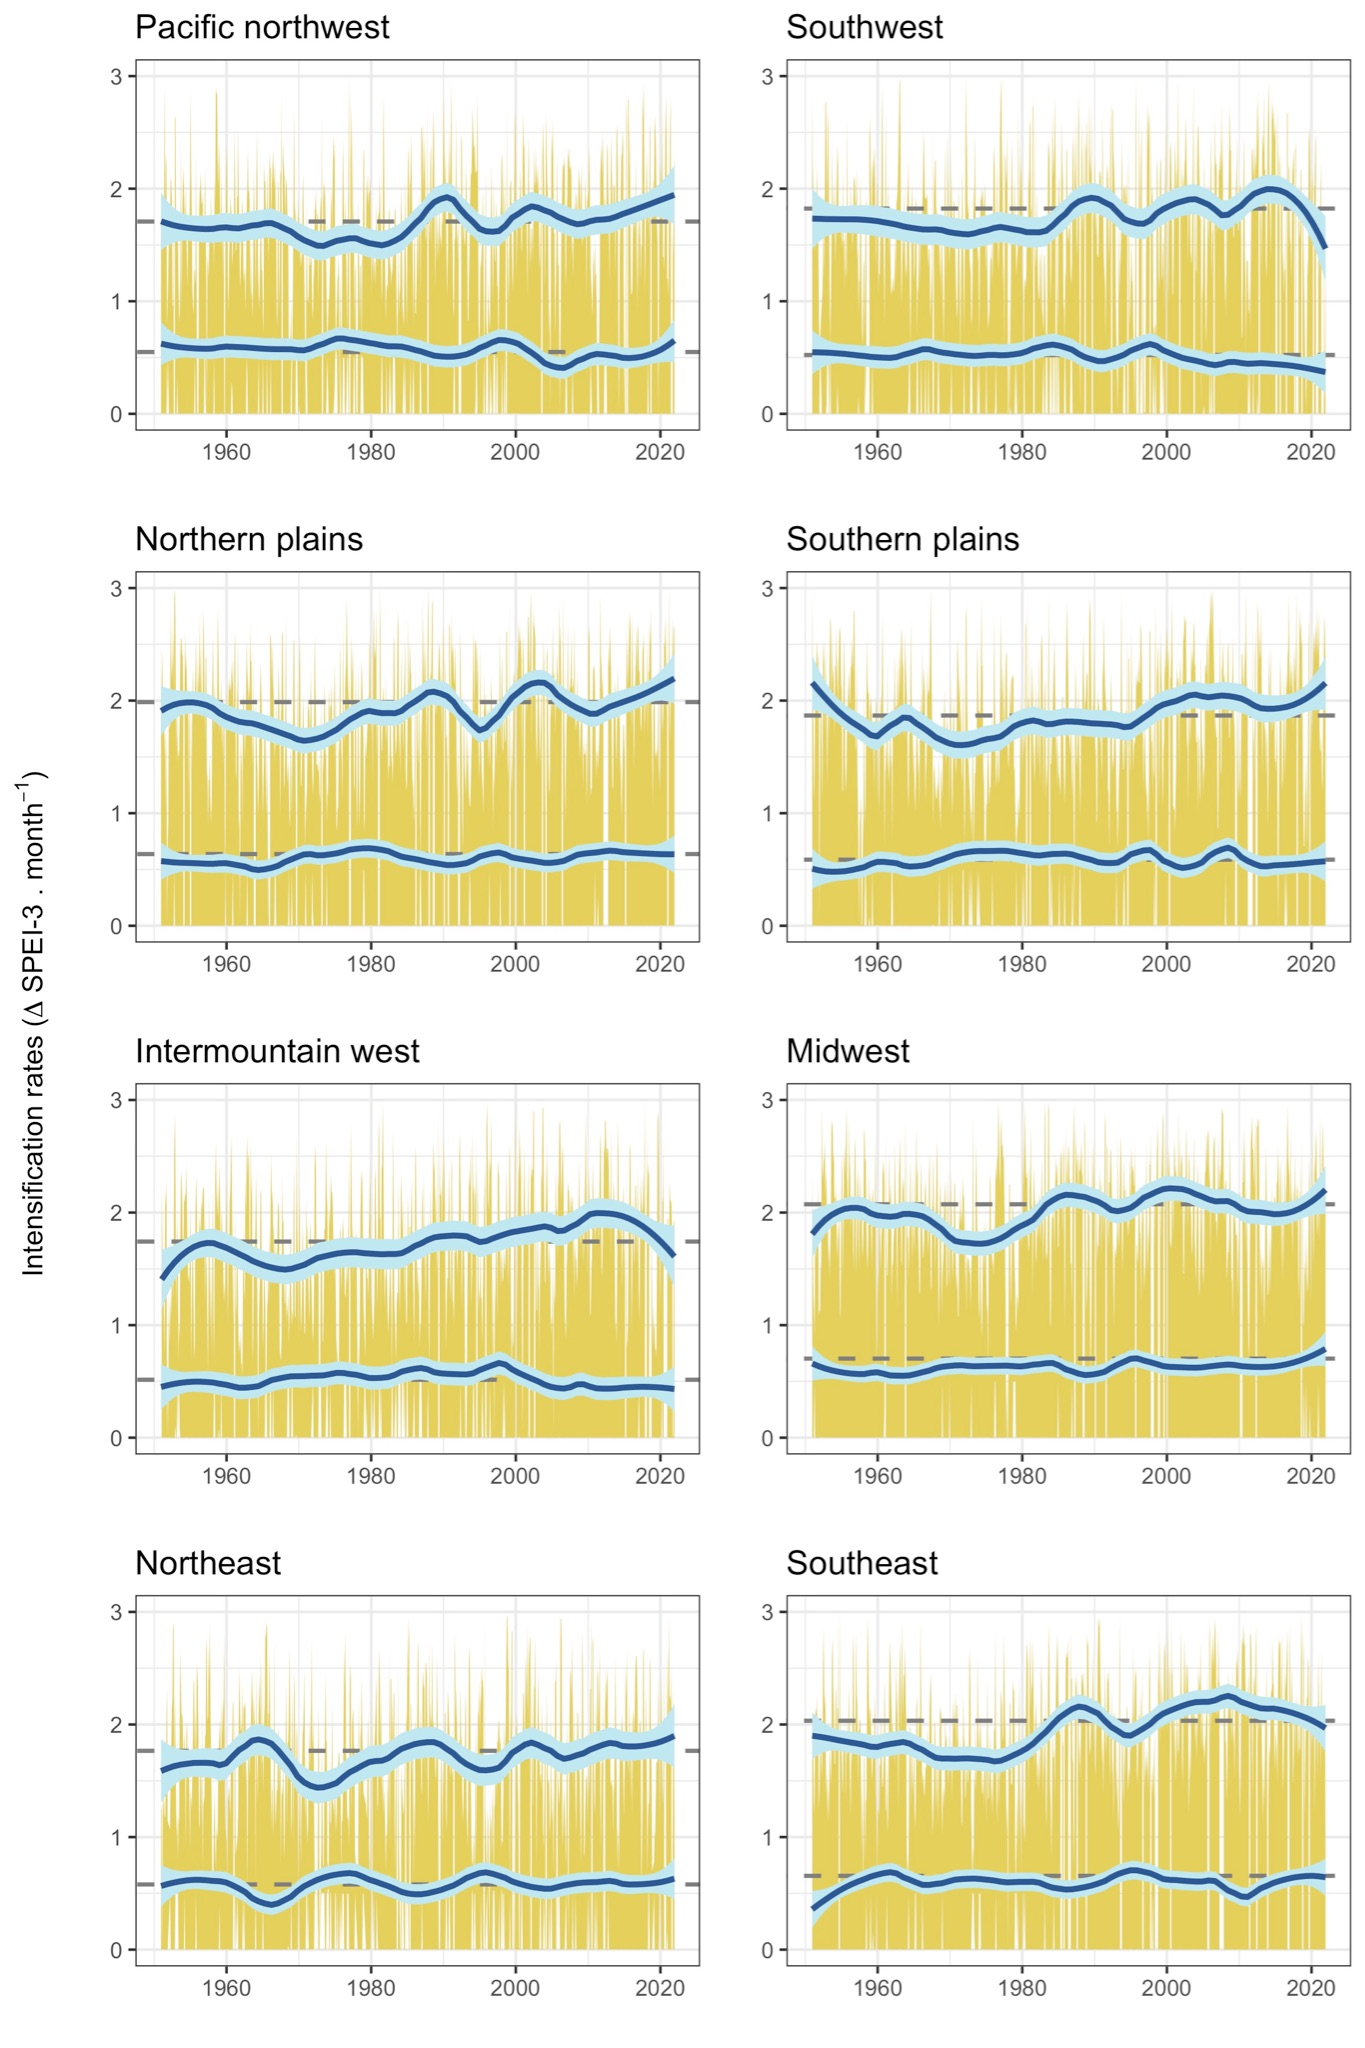 Pacific northwest
Southwest
3
2
1
0
1960 1980 2000 2020
3
2
1
0
1960 1980 2000 2020
Northern plains
Southern plains
3
2
1
0
1960 1980 2000 2020
3
2
1
0
1960 1980 2000 2020
Intensification rates (Δ SPEI-3 . month⁻¹)
Intermountain west
Midwest
3
2
1
0
1960 1980 2000 2020
3
2
1
0
1960 1980 2000 2020
Northeast
Southeast
3
2
1
0
1960 1980 2000 2020
3
2
1
0
1960 1980 2000 2020